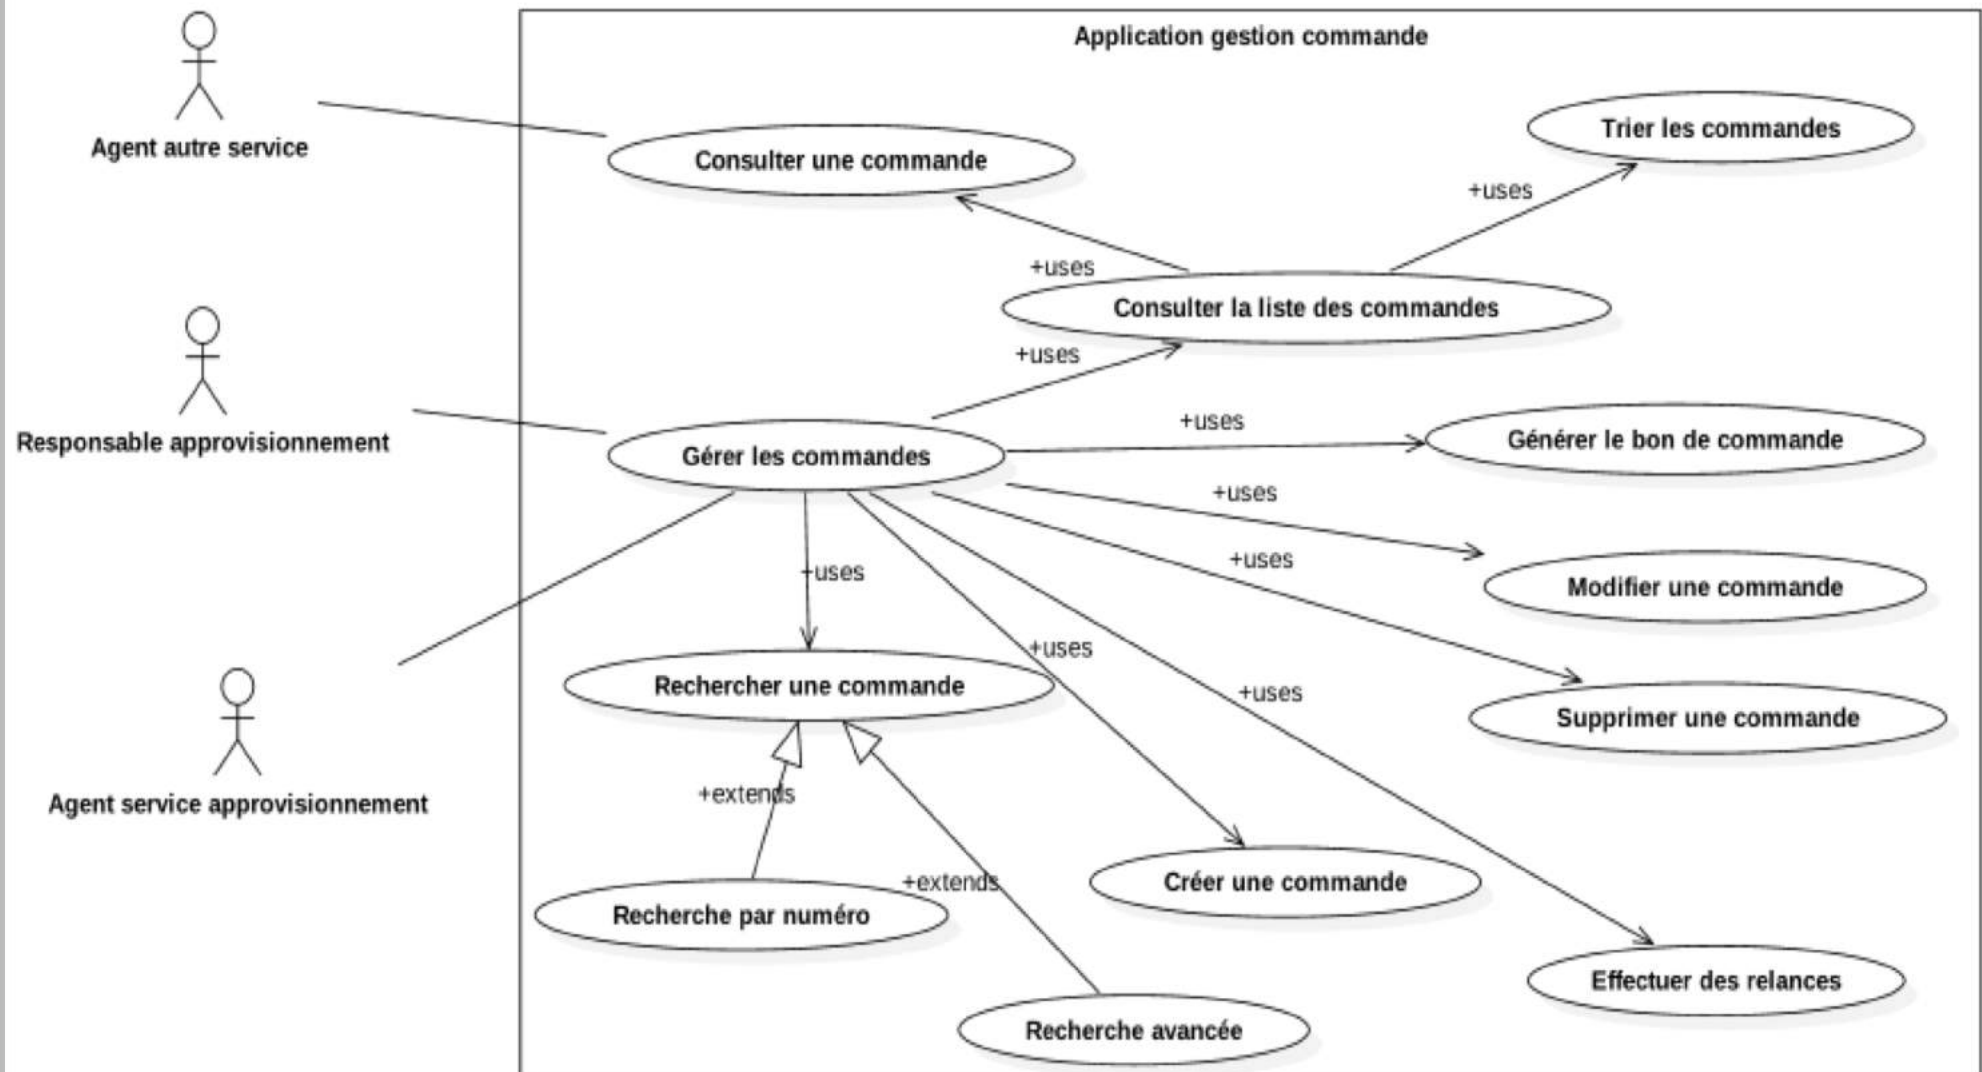 Application gestion commande
Agent autre service
Consulter une commande
Trier les commandes
+uses
+uses
Consulter la liste des commandes
+uses
Responsable approvisionnement
Gérer les commandes
+uses
Générer le bon de commande
+uses
+uses
Modifier une commande
+uses
+uses
Rechercher une commande
+uses
Supprimer une commande
Agent service approvisionnement
+extends
+extends
Créer une commande
Recherche par numéro
Effectuer des relances
Recherche avancée